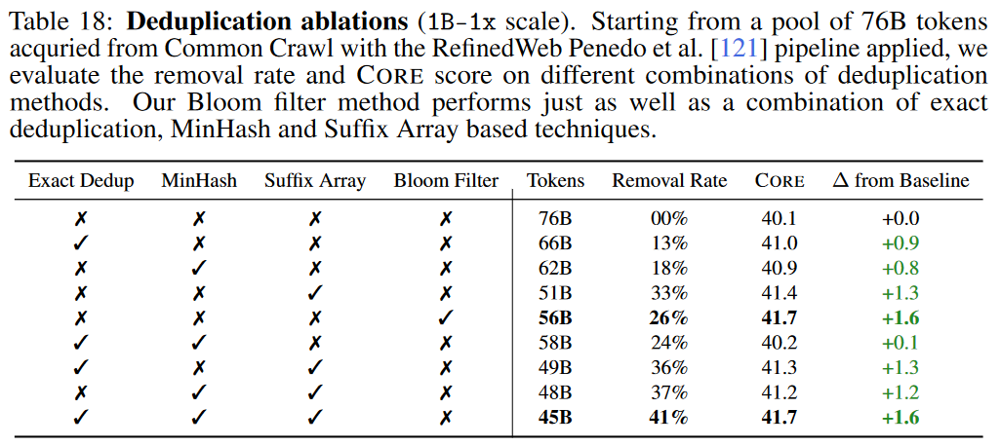 Table 18: Deduplication ablations (1B-1x scale). Starting from a pool of 76B tokens
acqruied from Common Crawl with the RefinedWeb Penedo et al. [121] pipeline applied, we
evaluate the removal rate and CORE score on different combinations of deduplication
methods. Our Bloom filter method performs just as well as a combination of exact
deduplication, MinHash and Suffix Array based techniques.
Exact Dedup MinHash Suffix Array Bloom Filter Tokens Removal Rate CORE Δ from Baseline
✗ ✗ ✗ ✗ 76B 00% 40.1 +0.0
✓ ✗ ✗ ✗ 66B 13% 41.0 +0.9
✗ ✓ ✗ ✗ 62B 18% 40.9 +0.8
✗ ✗ ✓ ✗ 51B 33% 41.4 +1.3
✗ ✗ ✗ ✓ 56B 26% 41.7 +1.6
✓ ✓ ✗ ✗ 58B 24% 40.2 +0.1
✓ ✗ ✓ ✗ 49B 36% 41.3 +1.3
✗ ✓ ✓ ✗ 48B 37% 41.2 +1.2
✓ ✓ ✓ ✗ 45B 41% 41.7 +1.6